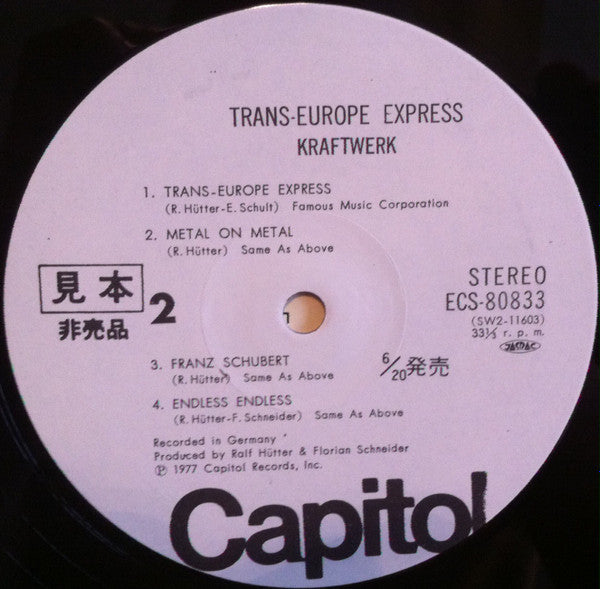 TRANS-EUROPE EXPRESS
KRAFTWERK
1. TRANS-EUROPE EXPRESS
(R. Hütter-E. Schult) Famous Music Corporation
2. METAL ON METAL
(R. Hütter) Same As Above
見本
非売品
2
STEREO
ECS-80833
(SW2-11603)
33⅓ r. p. m.
JASRAC
3. FRANZ SCHUBERT
(R. Hütter) Same As Above
6/20発売
4. ENDLESS ENDLESS
(R. Hütter-F. Schneider) Same As Above
Recorded in Germany
Produced by Ralf Hütter & Florian Schneider
Ⓟ 1977 Capitol Records, Inc.
Capitol